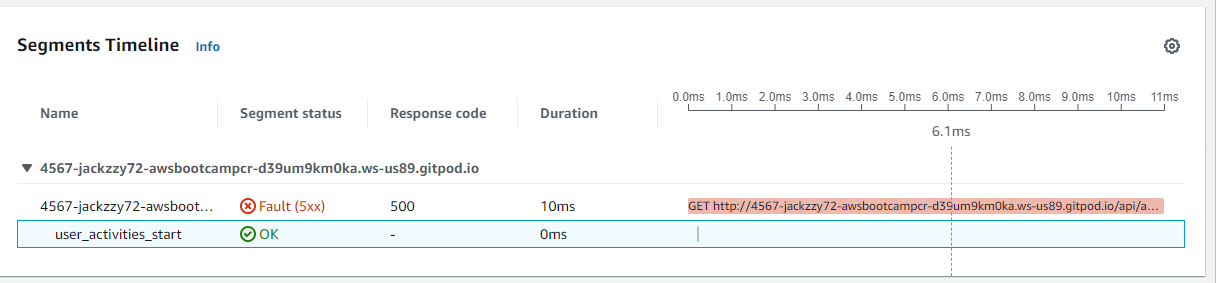 Segments Timeline Info
0.0ms 1.0ms 2.0ms 3.0ms 4.0ms 5.0ms 6.0ms 7.0ms 8.0ms 9.0ms 10ms 11ms
Name Segment status Response code Duration
6.1ms
4567-jackzzy72-awsbootcampcr-d39um9km0ka.ws-us89.gitpod.io
4567-jackzzy72-awsboot... Fault (5xx) 500 10ms GET http://4567-jackzzy72-awsbootcampcr-d39um9km0ka.ws-us89.gitpod.io/api/a...
user_activities_start OK - 0ms